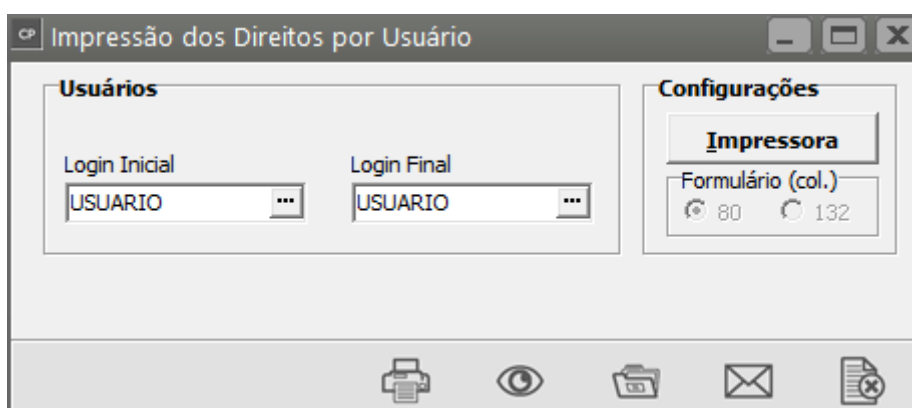 CP Impressão dos Direitos por Usuário
Usuários
Configurações
Impressora
Login Inicial
Login Final
Formulário (col.)
USUARIO ...
USUARIO ...
80
132